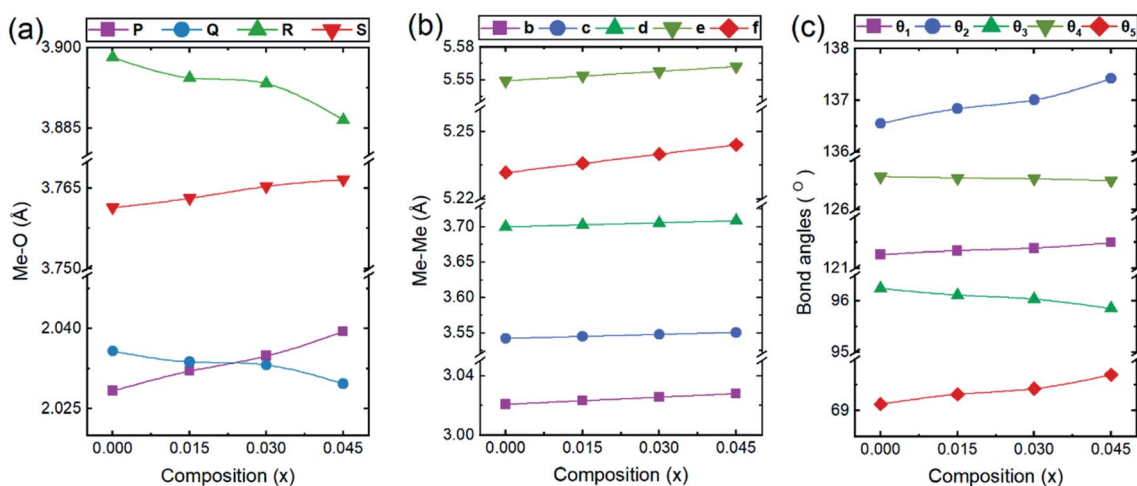 (a)
P Q R S
3.900
3.885
3.765
3.750
2.040
2.025
0.000 0.015 0.030 0.045
Composition (x)
Me-O (Å)
(b)
b c d e f
5.58
5.55
5.25
5.22
3.70
3.65
3.60
3.55
3.04
3.00
0.000 0.015 0.030 0.045
Composition (x)
Me-Me (Å)
(c)
θ1 θ2 θ3 θ4 θ5
138
137
136
126
121
96
95
69
0.000 0.015 0.030 0.045
Composition (x)
Bond angles (°)